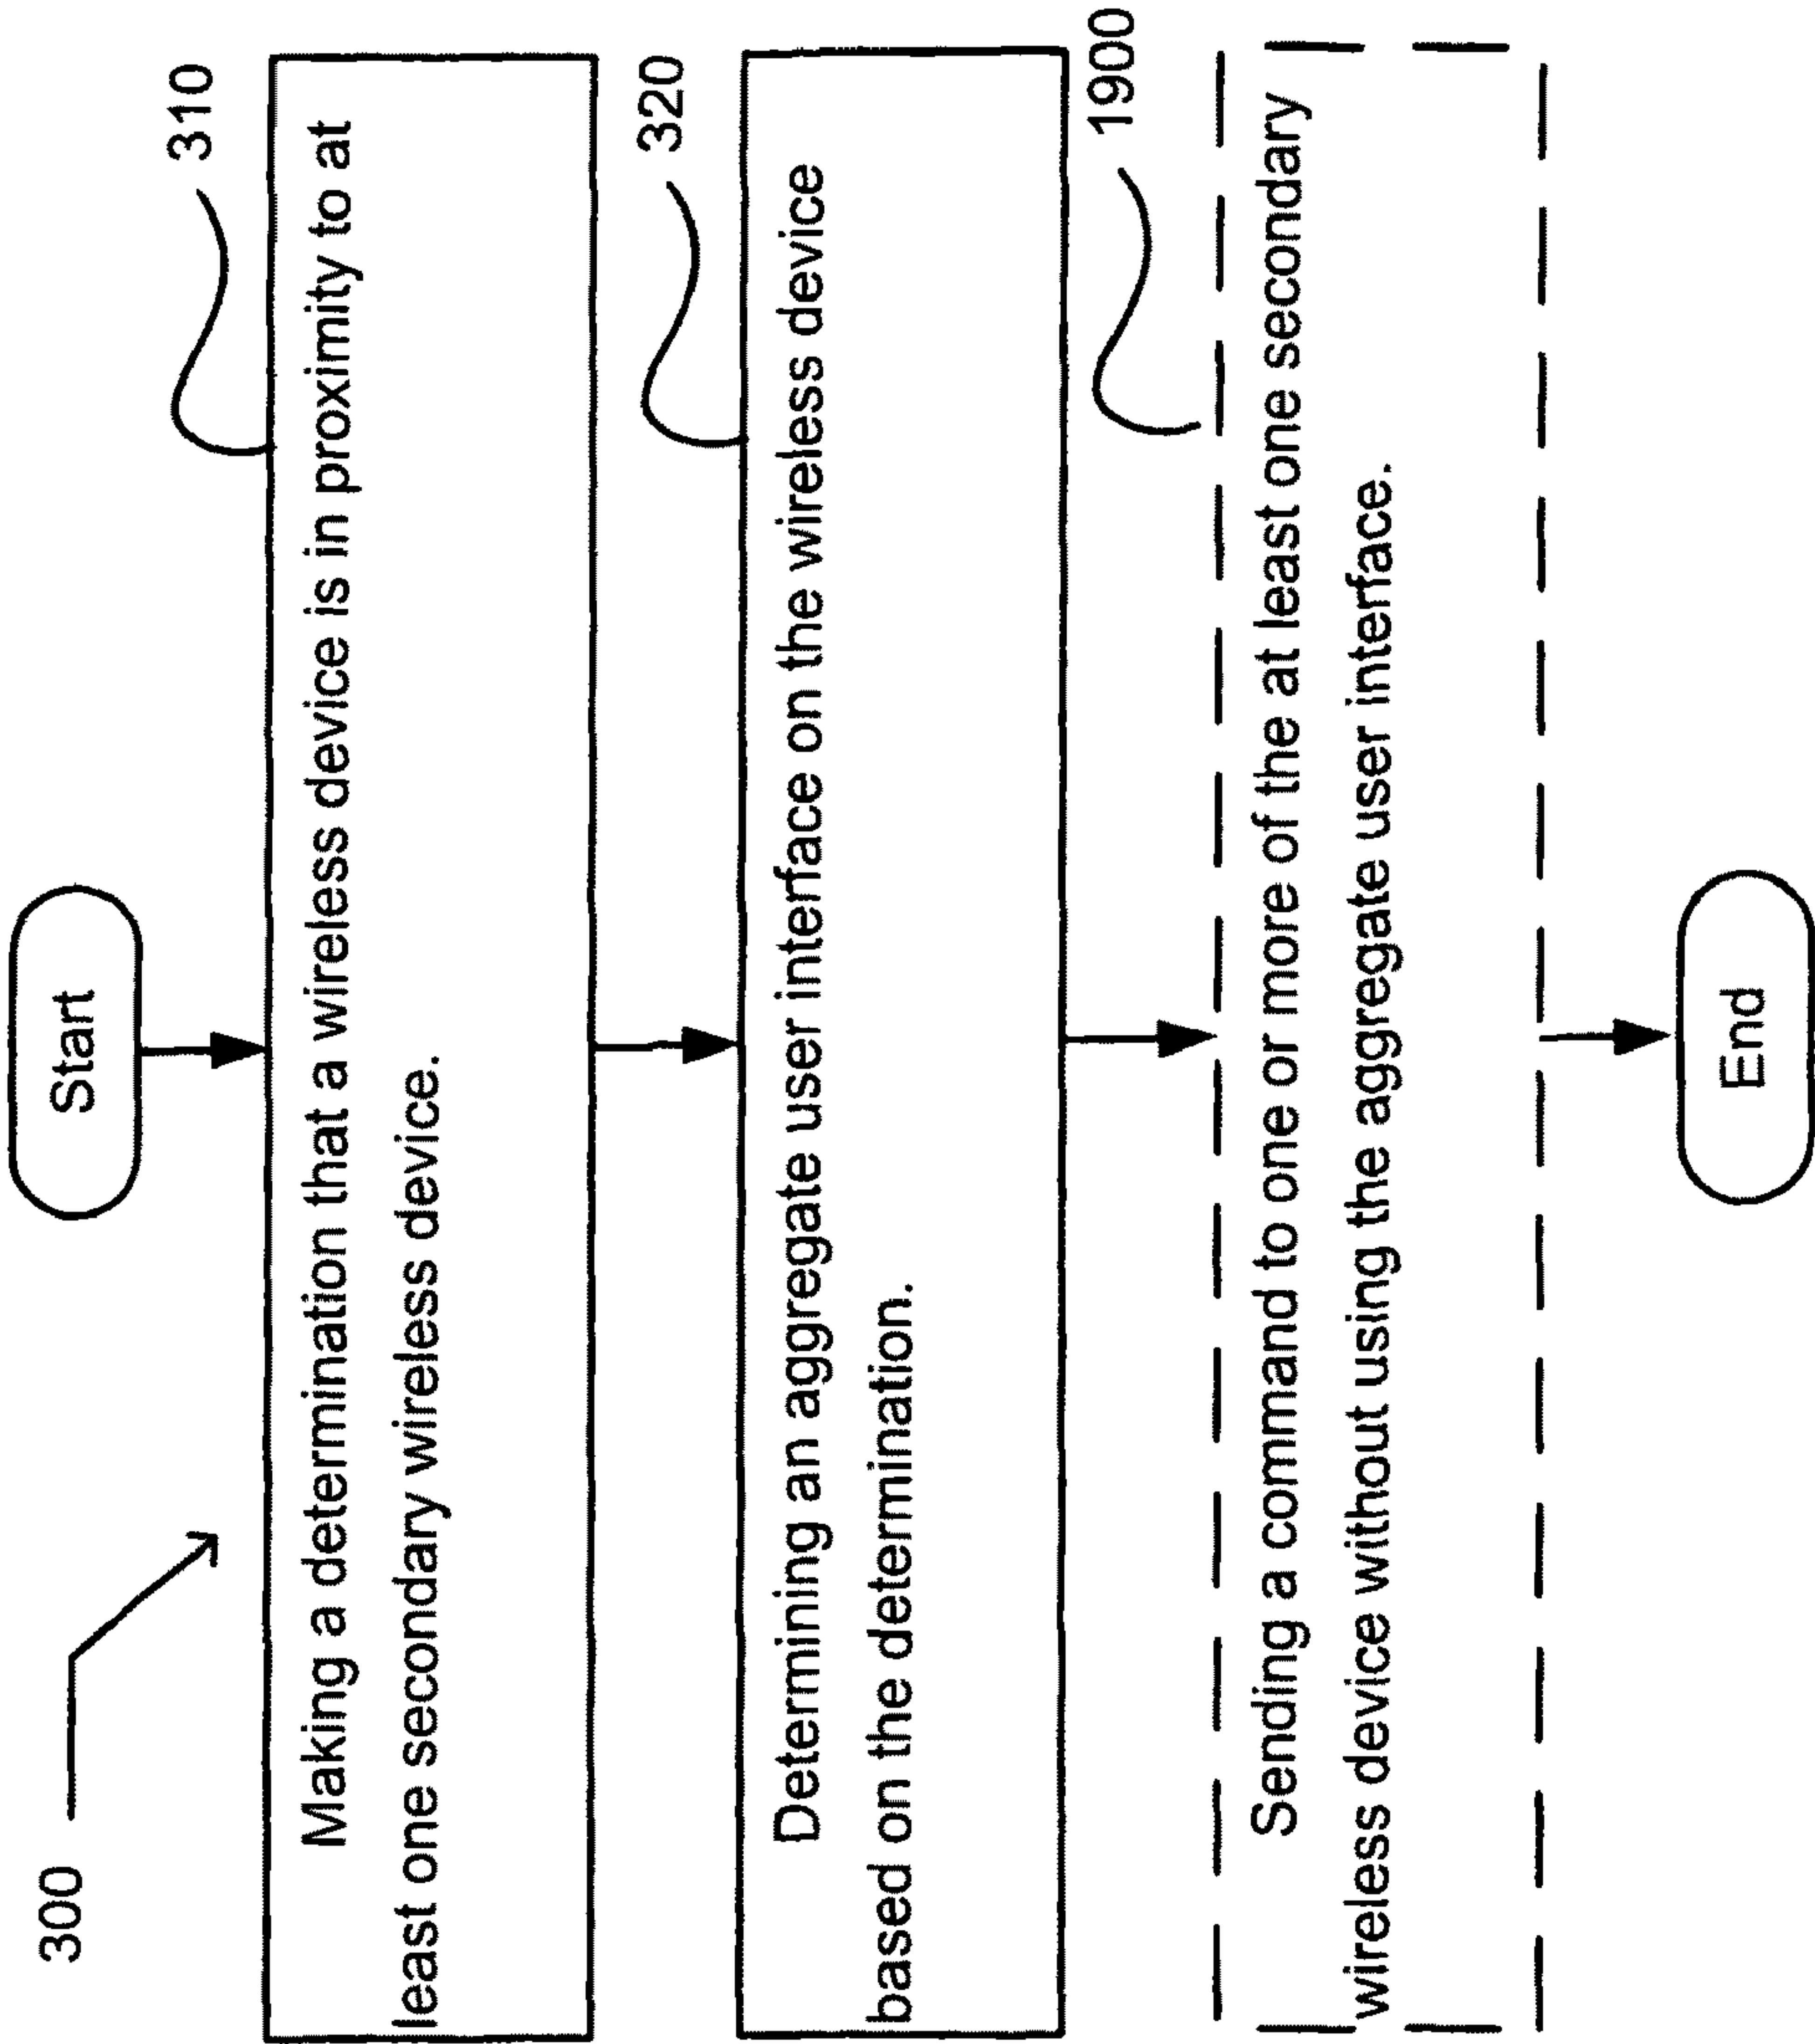 300
Start
310
Making a determination that a wireless device is in proximity to at
least one secondary wireless device.
320
Determining an aggregate user interface on the wireless device
based on the determination.
1900
Sending a command to one or more of the at least one secondary
wireless device without using the aggregate user interface.
End